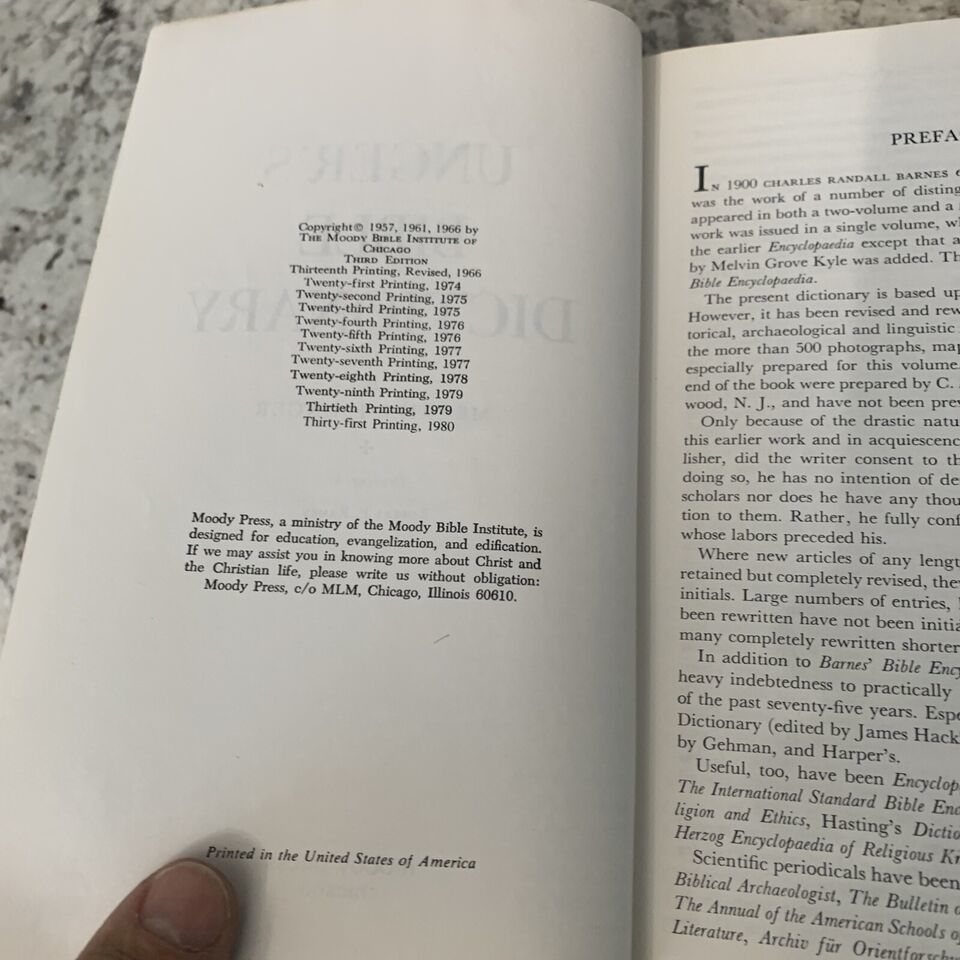 Copyright© 1957, 1961, 1966 by
THE MOODY BIBLE INSTITUTE OF
CHICAGO
THIRD EDITION
Thirteenth Printing, Revised, 1966
Twenty-first Printing, 1974
Twenty-second Printing, 1975
Twenty-third Printing, 1975
Twenty-fourth Printing, 1976
Twenty-fifth Printing, 1976
Twenty-sixth Printing, 1977
Twenty-seventh Printing, 1977
Twenty-eighth Printing, 1978
Twenty-ninth Printing, 1979
Thirtieth Printing, 1979
Thirty-first Printing, 1980
Moody Press, a ministry of the Moody Bible Institute, is
designed for education, evangelization, and edification.
If we may assist you in knowing more about Christ and
the Christian life, please write us without obligation:
Moody Press, c/o MLM, Chicago, Illinois 60610.
Printed in the United States of America
PREFA
IN 1900 CHARLES RANDALL BARNES
was the work of a number of disting
appeared in both a two-volume and a
work was issued in a single volume, w
the earlier Encyclopaedia except that a
by Melvin Grove Kyle was added. Th
Bible Encyclopaedia.
The present dictionary is based up
However, it has been revised and rew
torical, archaeological and linguistic
the more than 500 photographs, map
especially prepared for this volume.
end of the book were prepared by C.
wood, N. J., and have not been prev
Only because of the drastic natu
this earlier work and in acquiescenc
lisher, did the writer consent to th
doing so, he has no intention of de
scholars nor does he have any thou
tion to them. Rather, he fully conf
whose labors preceded his.
Where new articles of any lengt
retained but completely revised, the
initials. Large numbers of entries,
been rewritten have not been initia
many completely rewritten shorter
In addition to Barnes' Bible Ency
heavy indebtedness to practically
of the past seventy-five years. Espe
Dictionary (edited by James Hack
by Gehman, and Harper's.
Useful, too, have been Encyclop
The International Standard Bible Enc
ligion and Ethics, Hasting's Dictio
Herzog Encyclopaedia of Religious Kn
Scientific periodicals have been
Biblical Archaeologist, The Bulletin o
The Annual of the American Schools of
Literature, Archiv für Orientforschu